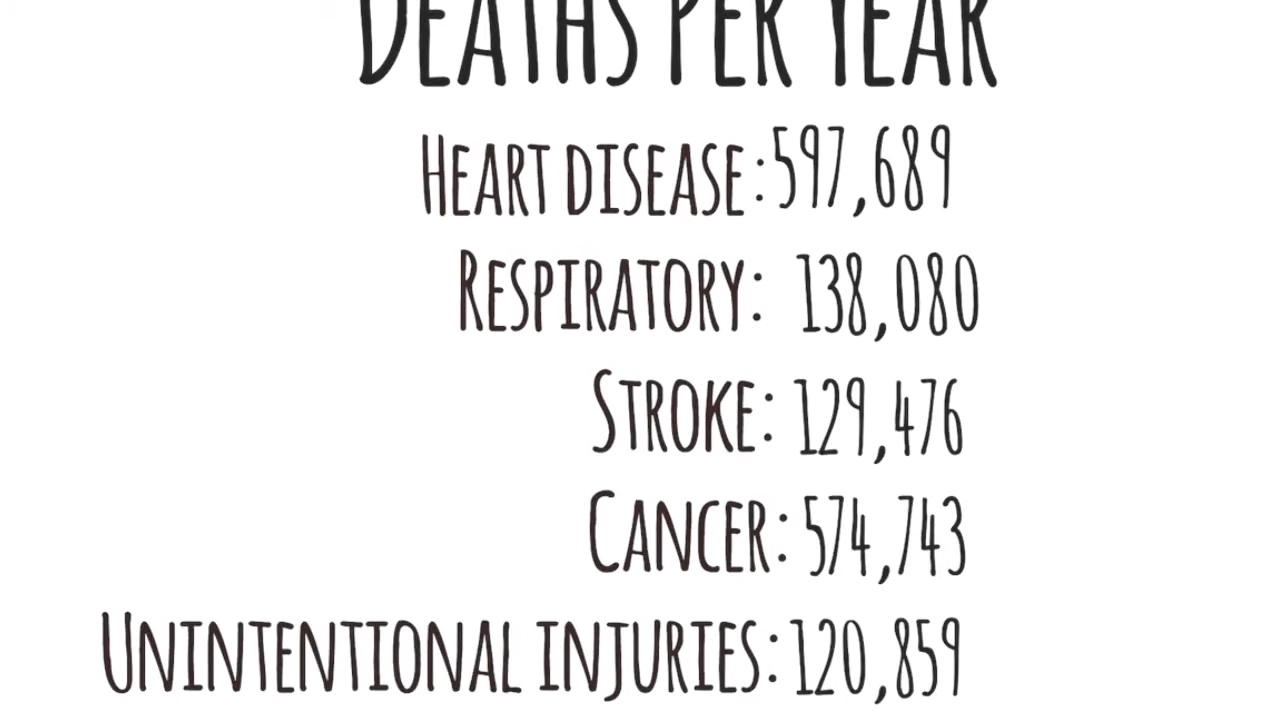 DEATHS PER YEAR
HEART DISEASE:597,689
RESPIRATORY: 138,080
STROKE: 129,476
CANCER: 574,743
UNINTENTIONAL INJURIES: 120,859